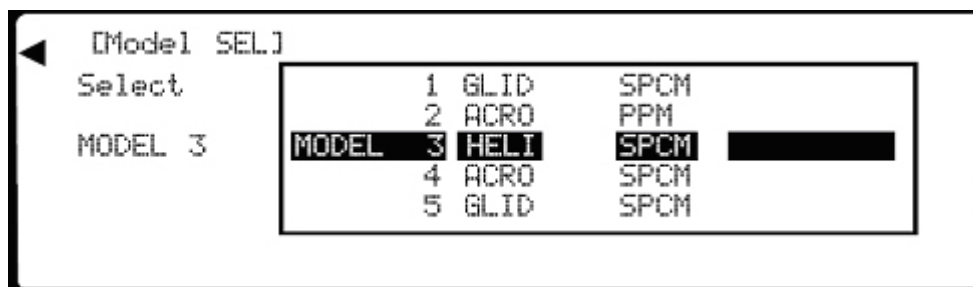 [Model SEL]
Select
1 GLID SPCM
2 ACRO PPM
MODEL 3
MODEL 3 HELI SPCM
4 ACRO SPCM
5 GLID SPCM